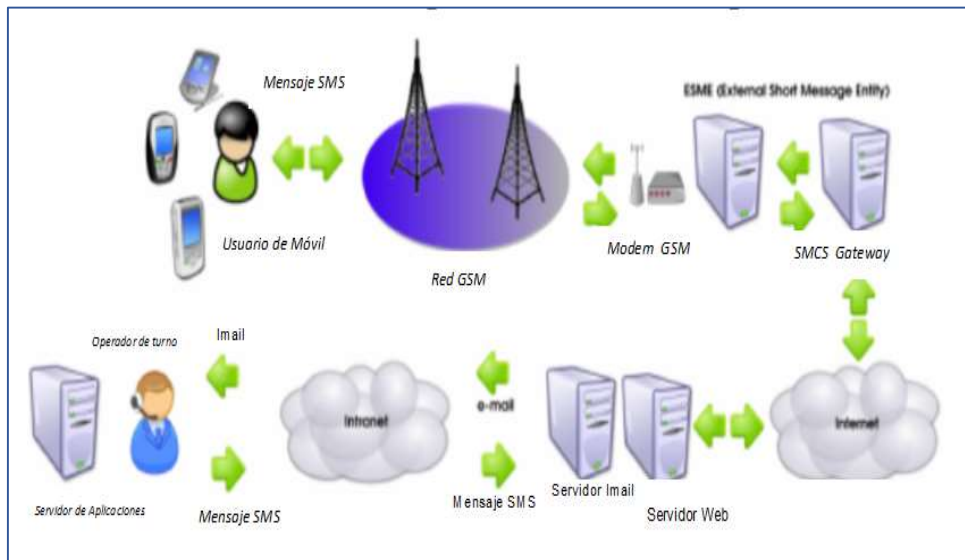 Mensaje SMS
ESME (External Short Message Entity)
Usuario de Móvil
Modem GSM
SMCS Gateway
Red GSM
Operador de turno
Imail
Intranet
e-mail
Internet
Servidor de Aplicaciones
Mensaje SMS
Mensaje SMS
Servidor Imail
Servidor Web